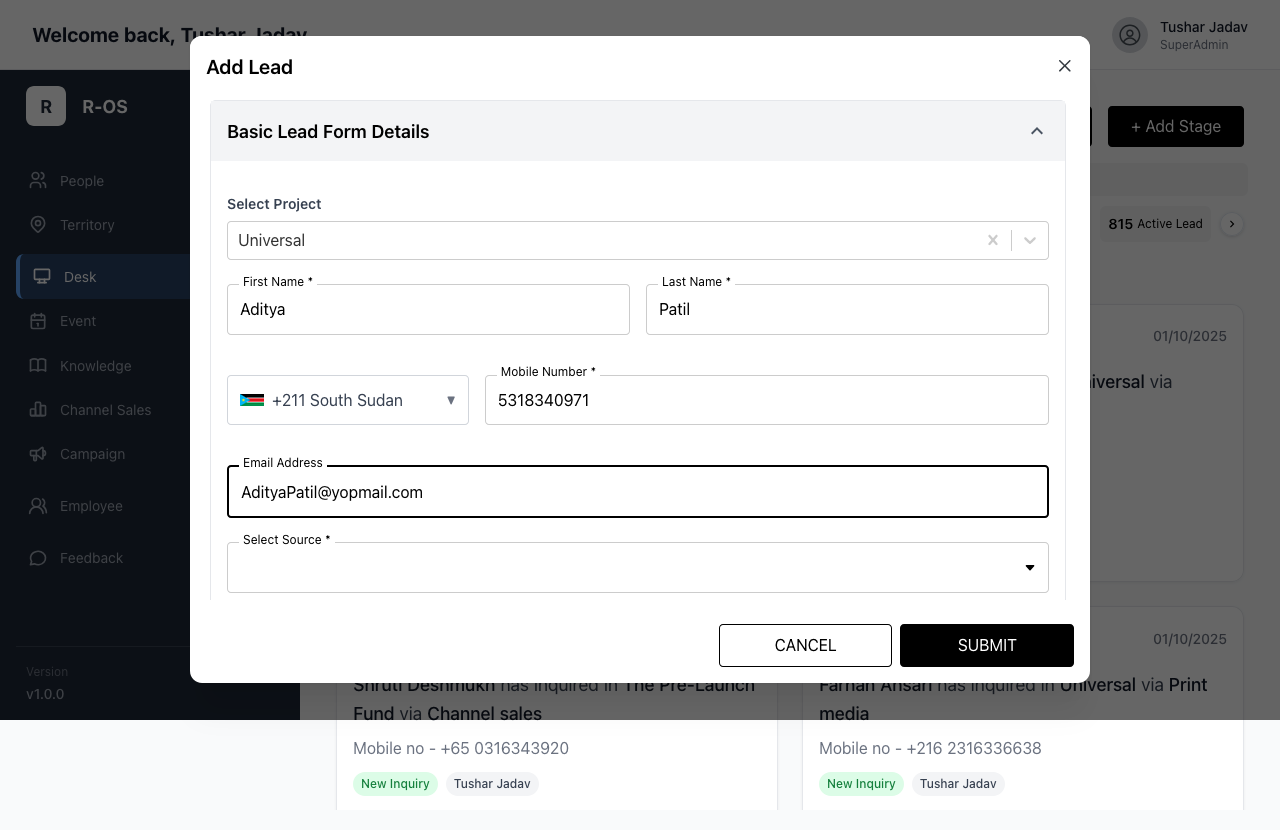 Welcome back, Tushar Jadav
Tushar Jadav
SuperAdmin
R
R-OS
People
Territory
Desk
Event
Knowledge
Channel Sales
Campaign
Employee
Feedback
Version
v1.0.0
+ Add Stage
815 Active Lead
01/10/2025
iversal via
01/10/2025
Add Lead
Basic Lead Form Details
Select Project
Universal
First Name *
Aditya
Last Name *
Patil
+211 South Sudan
Mobile Number *
5318340971
Email Address
AdityaPatil@yopmail.com
Select Source *
CANCEL
SUBMIT
Shruti Deshmukh has inquired in The Pre-Launch
Fund via Channel sales
Mobile no - +65 0316343920
New Inquiry
Tushar Jadav
Farhan Ansari has inquired in Universal via Print
media
Mobile no - +216 2316336638
New Inquiry
Tushar Jadav